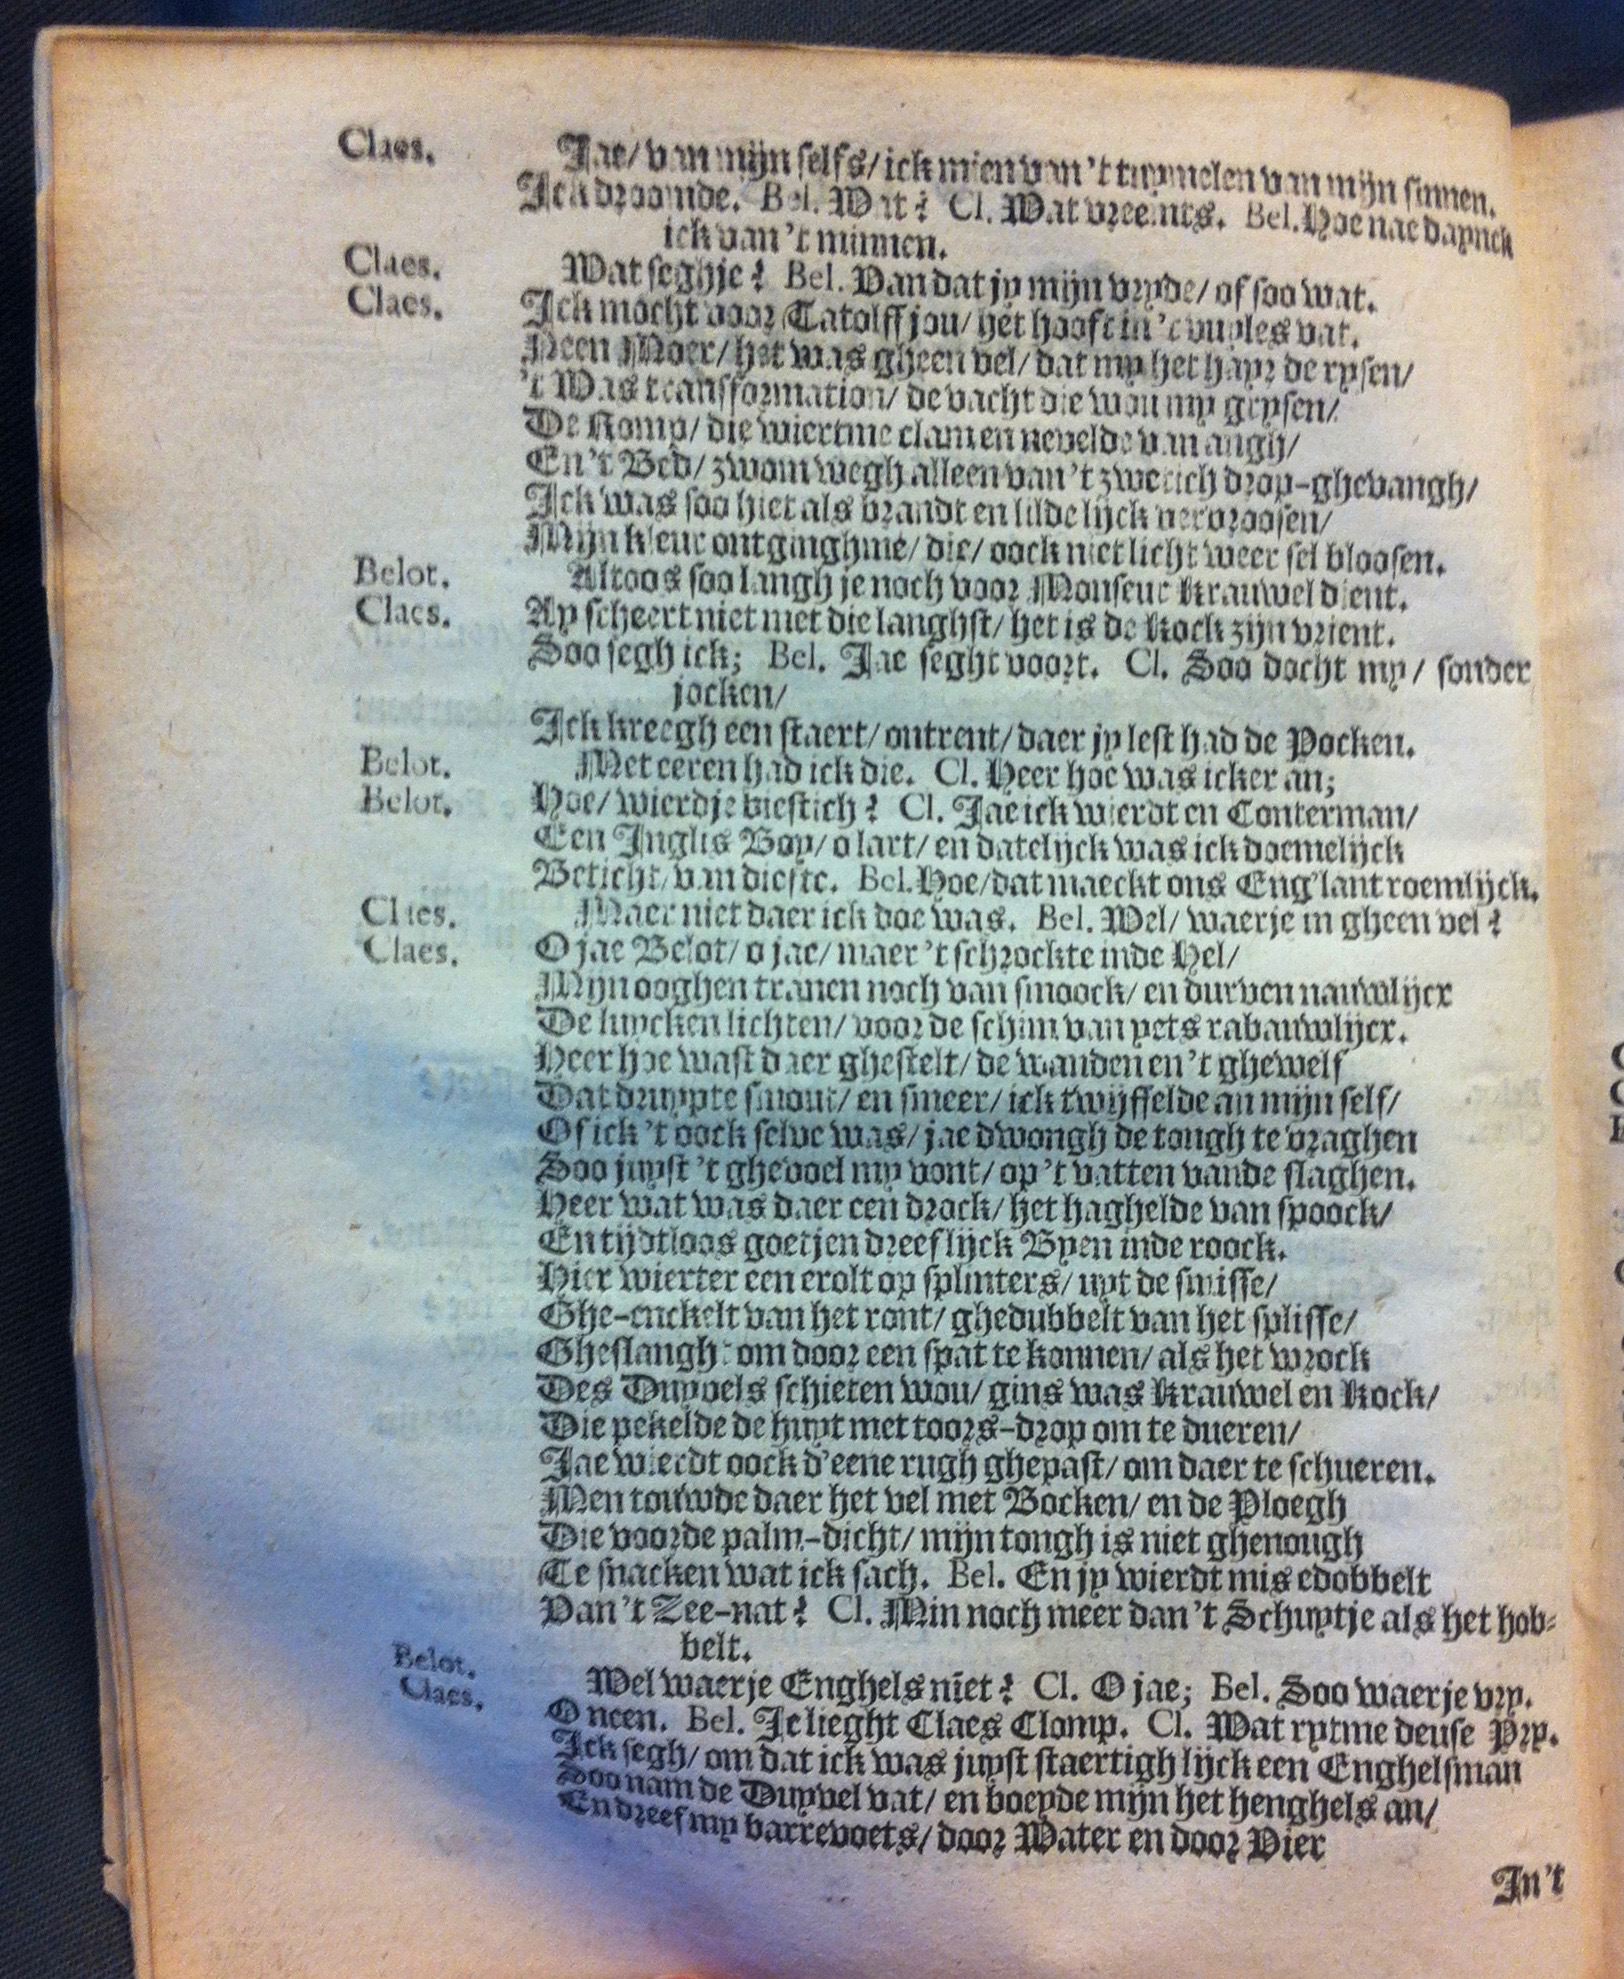 Claes. Jae/ van mijn selfs/ ick mien van 't tuymelen van mijn sinnen.
Ick droomde. Bel. Wat? Cl. Wat vreemts. Bel. Hoe nae daynck
ick van 't minnen.
Claes. Wat seghje? Bel. Van dat jy mijn vryde/ of soo wat.
Claes. Ick mocht voor Tatolff jou/ het hooft in 't vuyles vat.
Neen Moer/ het was gheen vel/ dat my het hayr de rysen/
't Was transformation/ de vacht die wou my grysen/
De Romp/ die wiertme clam en nevelde van angh/
En 't Bed/ zwom wegh alleen van 't zwetich drop-ghevangh/
Ick was soo hiet als brandt en lilde lijck vervroosen/
Mijn kleur ontginghme/ die/ oock niet licht weer sel bloosen.
Belot. Altoos soo langh je noch voor Monseur Krauwel dient.
Claes. Ay scheert niet met die langhst/ het is de Kock zijn vrient.
Soo segh ick; Bel. Jae seght voort. Cl. Soo docht my/ sonder
jocken/
Ick kreegh een staert/ ontrent/ daer jy lest had de Pocken.
Belot. Met eeren had ick die. Cl. Heer hoe was icker an;
Belot. Hoe/ wierdje biestich? Cl. Jae ick wierdt en Conterman/
Een Inglis Boy/ o lart/ en datelijck was ick doemelijck
Beticht/ van dieste. Bel. Hoe/ dat maeckt ons Eng'lant roemlijck.
Claes. Maer niet daer ick doe was. Bel. Wel/ waerje in gheen vel?
Claes. O jae Belot/ o jae/ maer 't schrockte inde Hel/
Mijn ooghen tranen noch van smoock/ en durven nauwlijcx
De luycken lichten/ voor de schim van yets rabauwlijcx.
Heer hoe wast daer ghestelt/ de wanden en 't ghewelf
Dat druypte smout/ en smeer/ ick twijffelde an mijn self/
Of ick 't oock selve was/ jae dwongh de tongh te vraghen
Soo juyst 't ghevoel my vont/ op 't vatten vande slaghen.
Heer wat was daer een drock/ het haghelde van spoock/
En tijdtloos goetjen dreef lijck Byen inde roock.
Hier wierter een erolt op splinters/ uyt de smisse/
Ghe-enckelt van het ront/ ghedubbelt van het splisse/
Gheslanght om door een spat te konnen/ als het wrock
Des Duyvels schieten wou/ gins was Krauwel en Kock/
Die pekelde de huyt met toors-drop om te dueren/
Jae wierdt oock d'eene rugh ghepast/ om daer te schueren.
Men touwde daer het vel met Bocken/ en de Ploegh
Die voorde palm-dicht/ mijn tongh is niet ghenough
Te snacken wat ick sach. Bel. En jy wierdt mis edobbelt
Van 't Zee-nat? Cl. Min noch meer dan 't Schuytje als het hob-
belt.
Belot. Wel waerje Enghels niet? Cl. O jae; Bel. Soo waerje vry.
Claes. O neen. Bel. Je lieght Claes Clomp. Cl. Wat rytme deuse Pry.
Ick segh/ om dat ick was juyst staertigh lijck een Enghelsman
Soo nam de Duyvel vat/ en boeyde mijn het henghels an/
En dreef my barrevoets/ door Water en door Vier
In 't